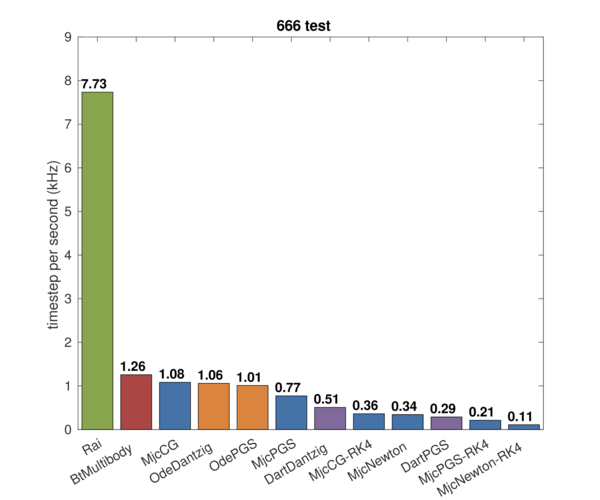 666 test
timestep per second (kHz)
9
8
7
6
5
4
3
2
1
0
7.73
1.26
1.08
1.06
1.01
0.77
0.51
0.36
0.34
0.29
0.21
0.11
Rai
BtMultibody
MjcCG
OdeDantzig
OdePGS
MjcPGS
DartDantzig
MjcCG-RK4
MjcNewton
DartPGS
MjcPGS-RK4
MjcNewton-RK4